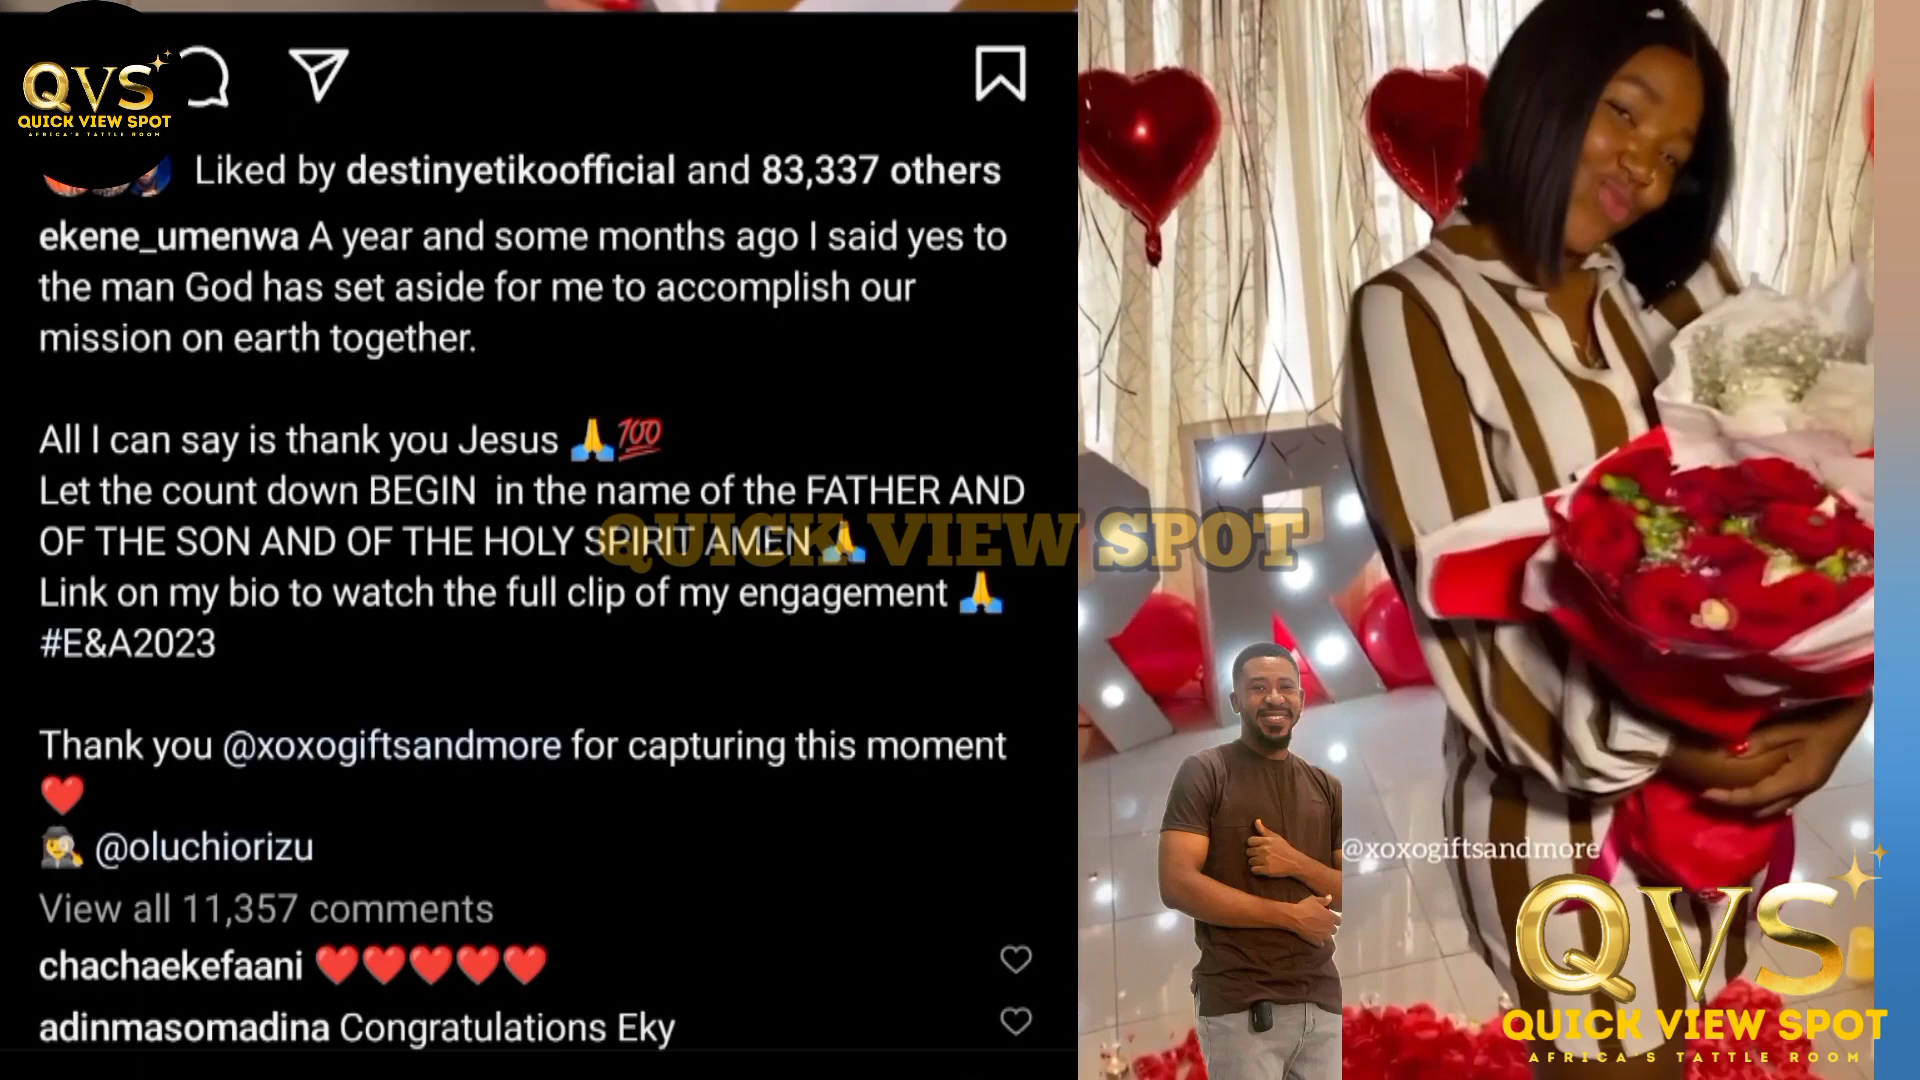 QVS
QUICK VIEW SPOT
AFRICA'S TATTLE ROOM
Liked by destinyetikoofficial and 83,337 others
ekene_umenwa A year and some months ago I said yes to
the man God has set aside for me to accomplish our
mission on earth together.
All I can say is thank you Jesus 🙏💯
Let the count down BEGIN in the name of the FATHER AND
OF THE SON AND OF THE HOLY SPIRIT AMEN 🙏
Link on my bio to watch the full clip of my engagement 🙏
#E&A2023
Thank you @xoxogiftsandmore for capturing this moment
❤️
🕵️ @oluchiorizu
View all 11,357 comments
chachaekefaani ❤️❤️❤️❤️❤️
adinmasomadina Congratulations Eky
QUICK VIEW SPOT
R
@xoxogiftsandmore
QVS
QUICK VIEW SPOT
AFRICA'S TATTLE ROOM